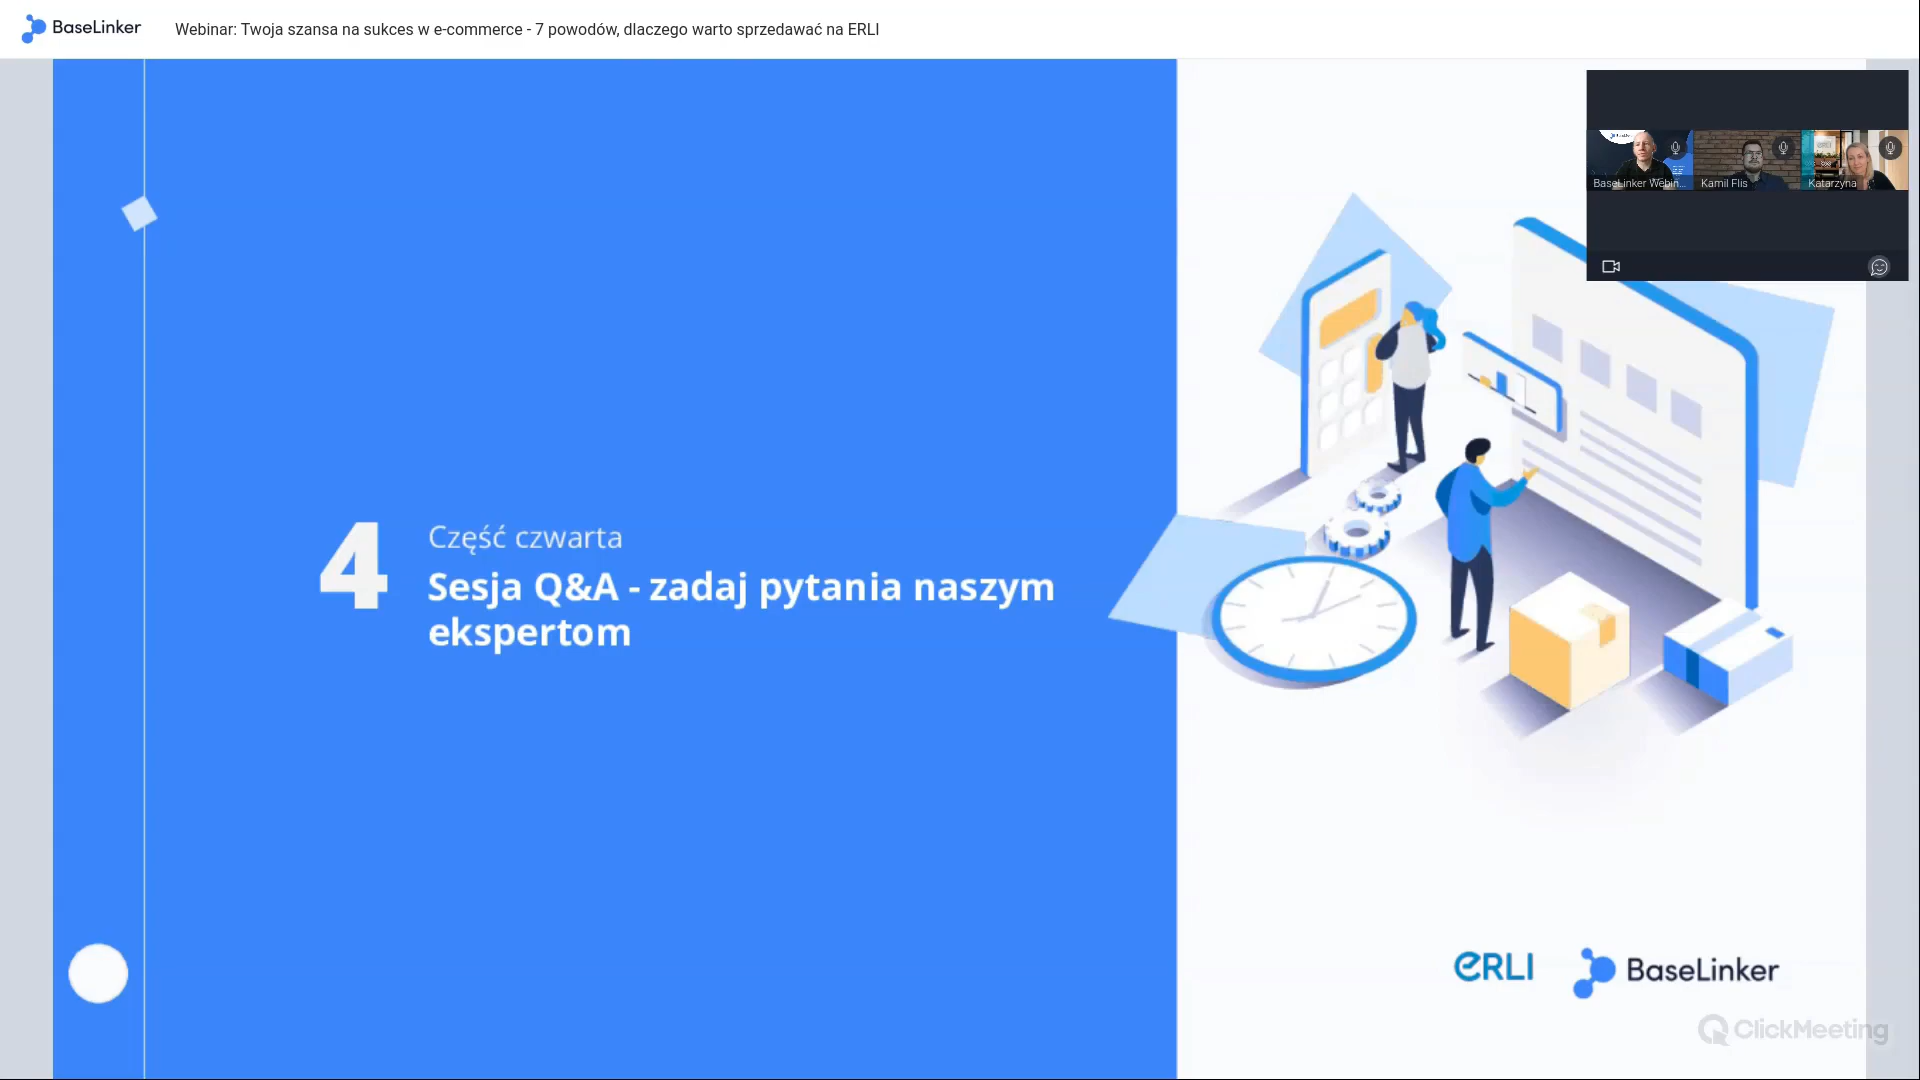 BaseLinker
Webinar: Twoja szansa na sukces w e-commerce - 7 powodów, dlaczego warto sprzedawać na ERLI
BaseLinker Webin...
Kamil Flis
Katarzyna
4
Część czwarta
Sesja Q&A - zadaj pytania naszym
ekspertom
ERLI
BaseLinker
ClickMeeting